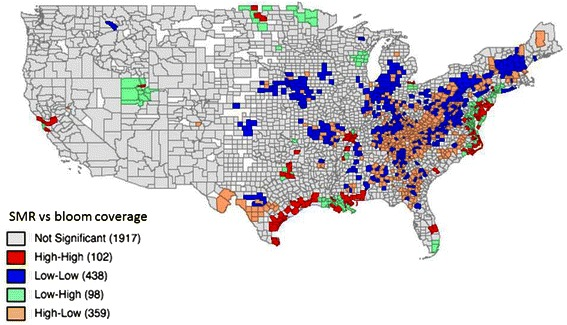 SMR vs bloom coverage
Not Significant (1917)
High-High (102)
Low-Low (438)
Low-High (98)
High-Low (359)